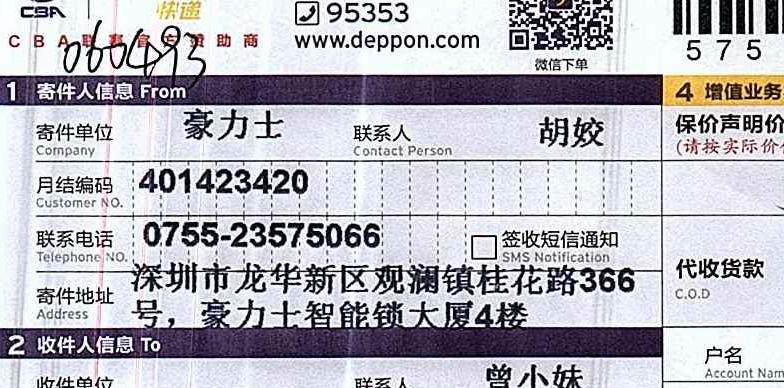 CBA
快递
95353
CBA联赛官方赞助商
www.deppon.com
微信下单
060493
575
1 寄件人信息 From
4 增值业务
寄件单位 豪力士 联系人 胡姣
Company Contact Person
保价声明价
(请按实际价
月结编码 401423420
Customer NO.
联系电话 0755-23575066 签收短信通知
Telephone NO. SMS Notification
代收货款
C.O.D
寄件地址 深圳市龙华新区观澜镇桂花路366
Address 号，豪力士智能锁大厦4楼
2 收件人信息 To
户名
Account Nam
收件单位 联系人 曾小妹